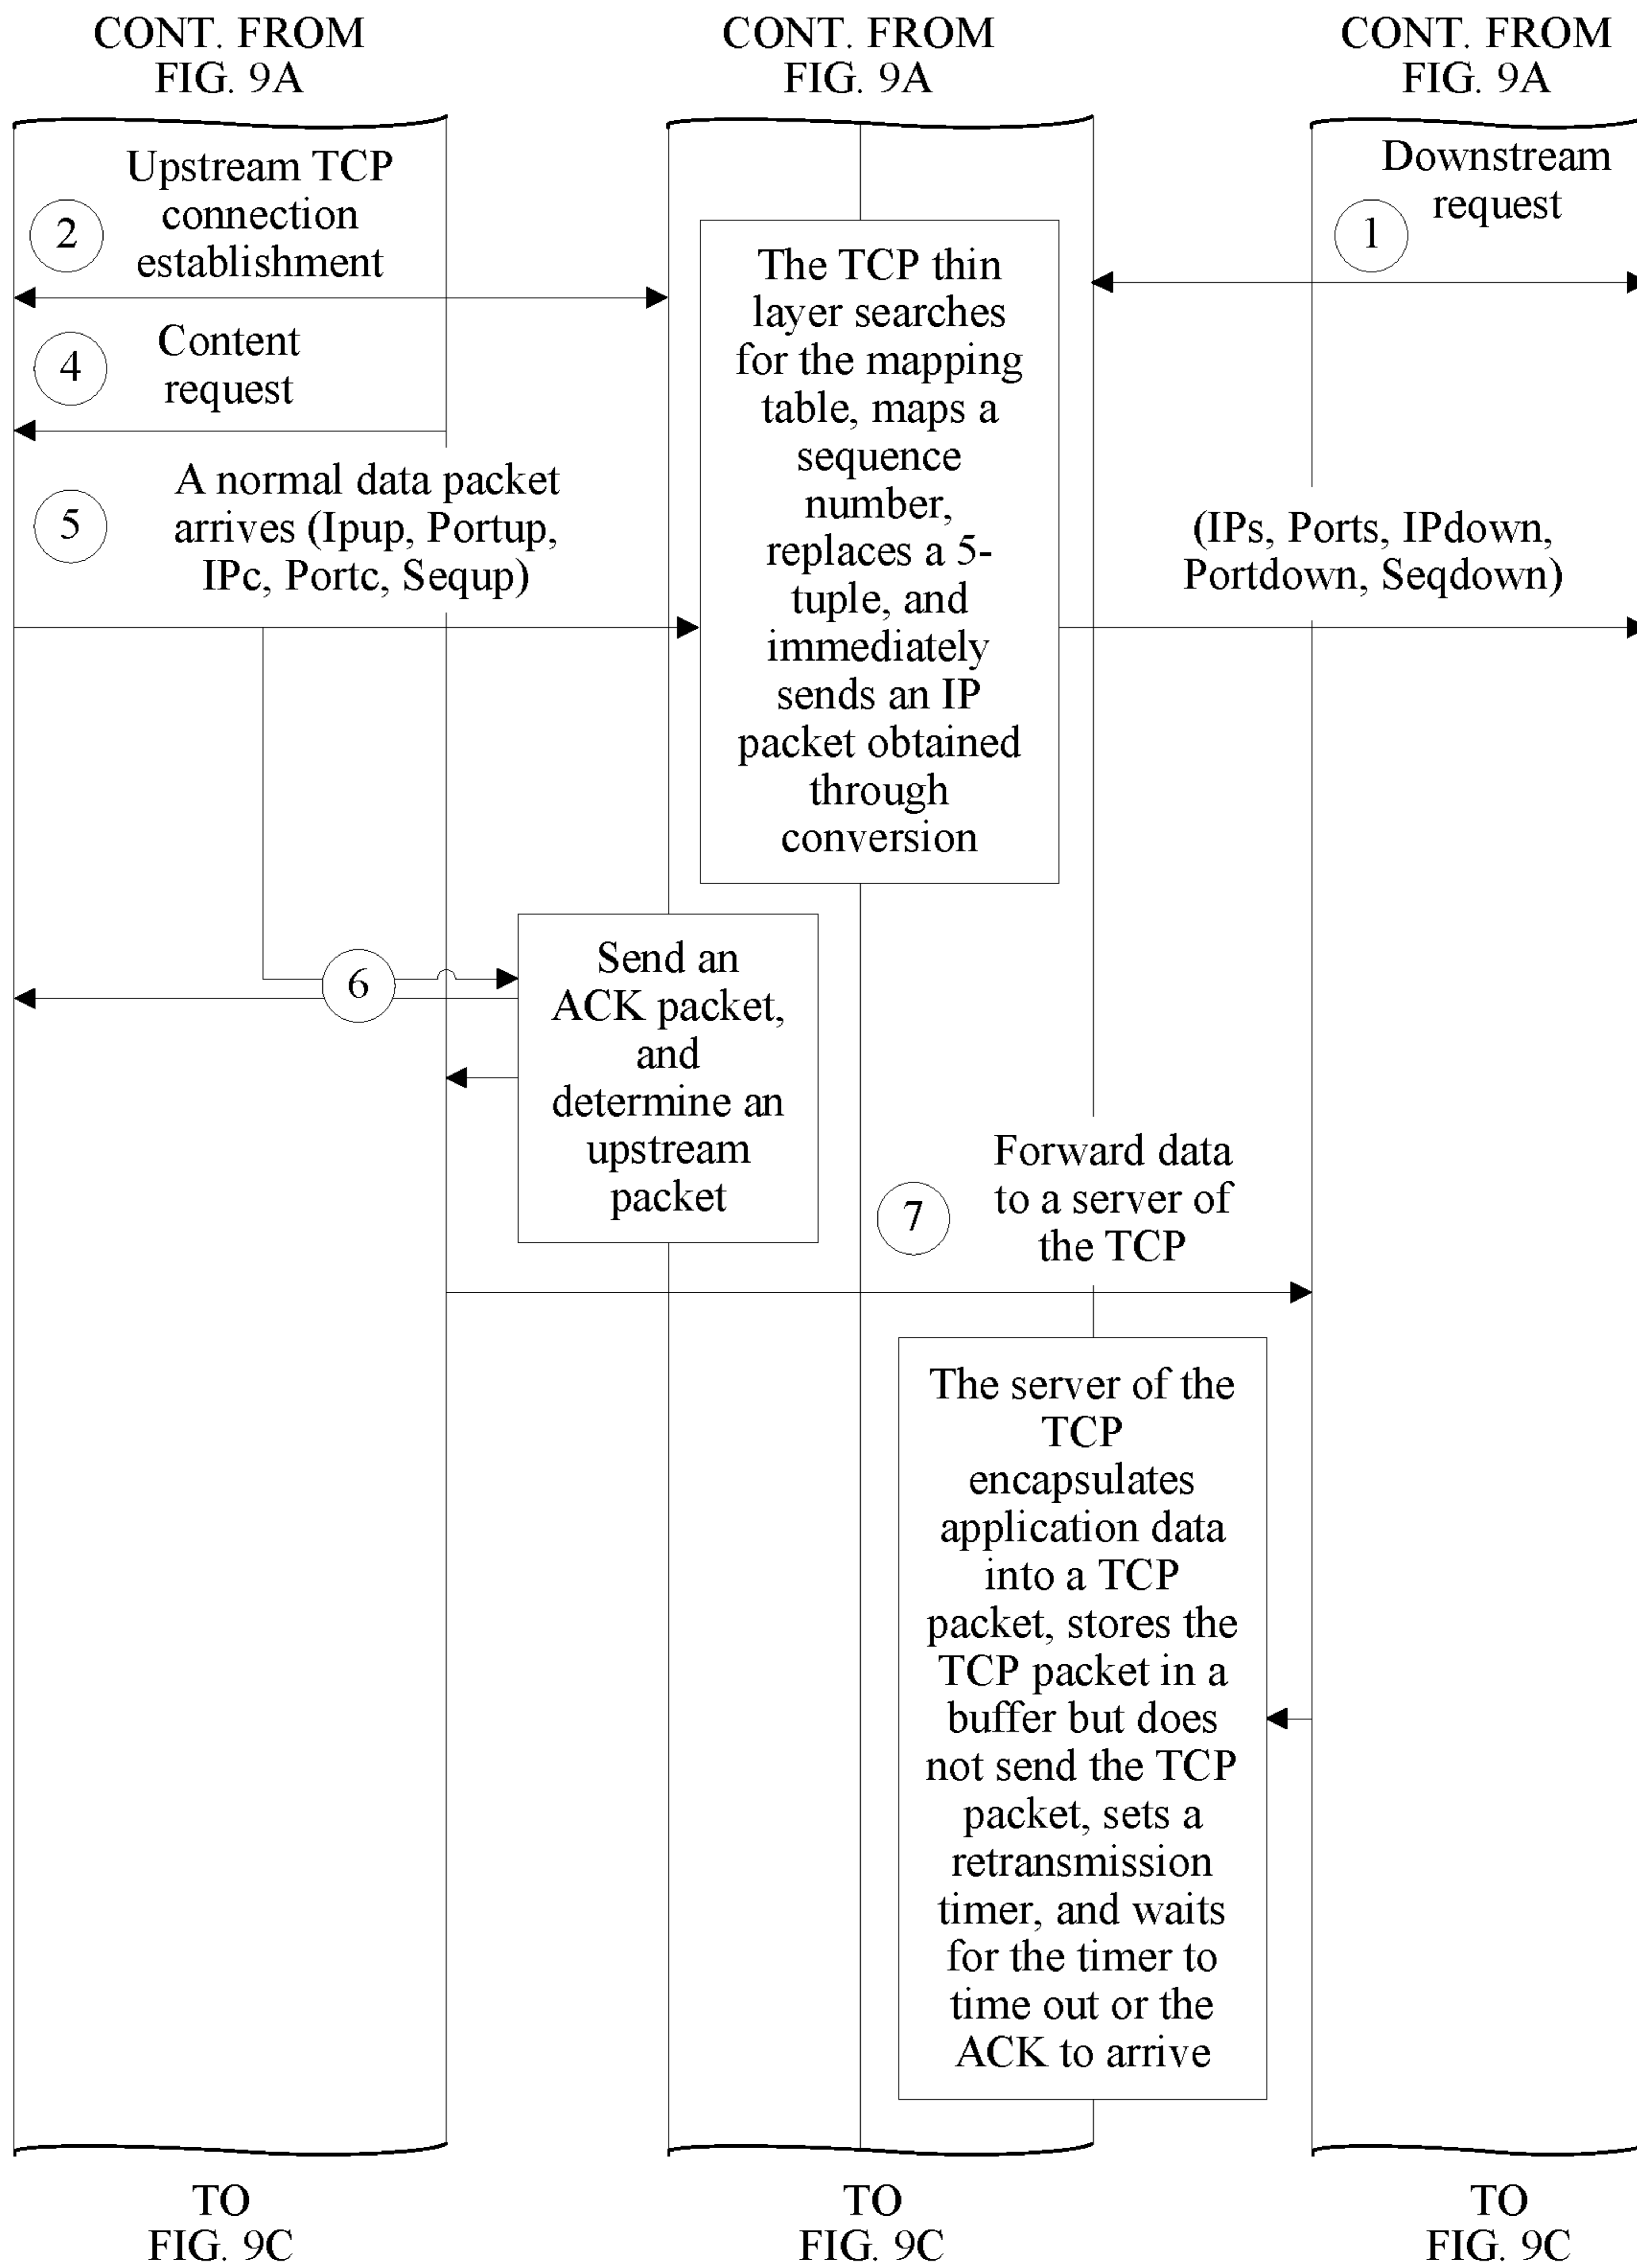 CONT. FROM
FIG. 9A
CONT. FROM
FIG. 9A
CONT. FROM
FIG. 9A
Upstream TCP
connection
establishment
2
Downstream
request
1
Content
request
4
A normal data packet
arrives (Ipup, Portup,
IPc, Portc, Sequp)
5
The TCP thin
layer searches
for the mapping
table, maps a
sequence
number,
replaces a 5-
tuple, and
immediately
sends an IP
packet obtained
through
conversion
(IPs, Ports, IPdown,
Portdown, Seqdown)
6
Send an
ACK packet,
and
determine an
upstream
packet
7
Forward data
to a server of
the TCP
The server of the
TCP
encapsulates
application data
into a TCP
packet, stores the
TCP packet in a
buffer but does
not send the TCP
packet, sets a
retransmission
timer, and waits
for the timer to
time out or the
ACK to arrive
TO
FIG. 9C
TO
FIG. 9C
TO
FIG. 9C